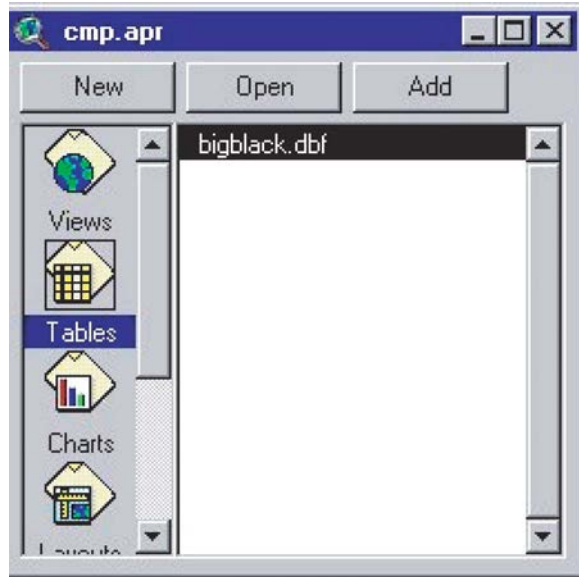 cmp.apr
New Open Add
bigblack.dbf
Views
Tables
Charts